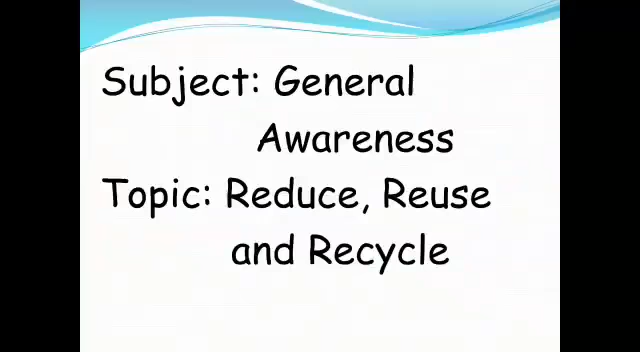 Subject: General
Awareness
Topic: Reduce, Reuse
and Recycle